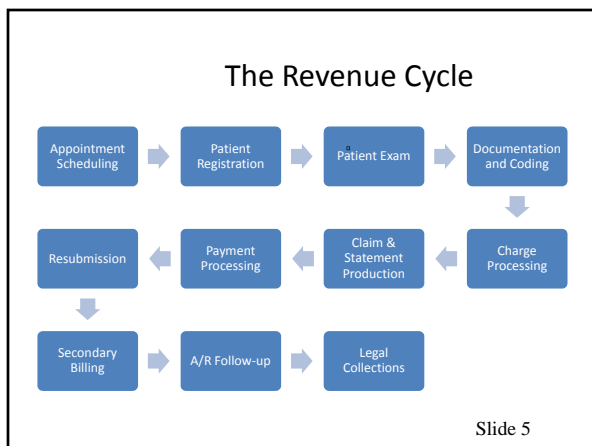 The Revenue Cycle
Appointment
Scheduling
Patient
Registration
Patient Exam
Documentation
and Coding
Charge
Processing
Claim &
Statement
Production
Payment
Processing
Resubmission
Secondary
Billing
A/R Follow-up
Legal
Collections
Slide 5